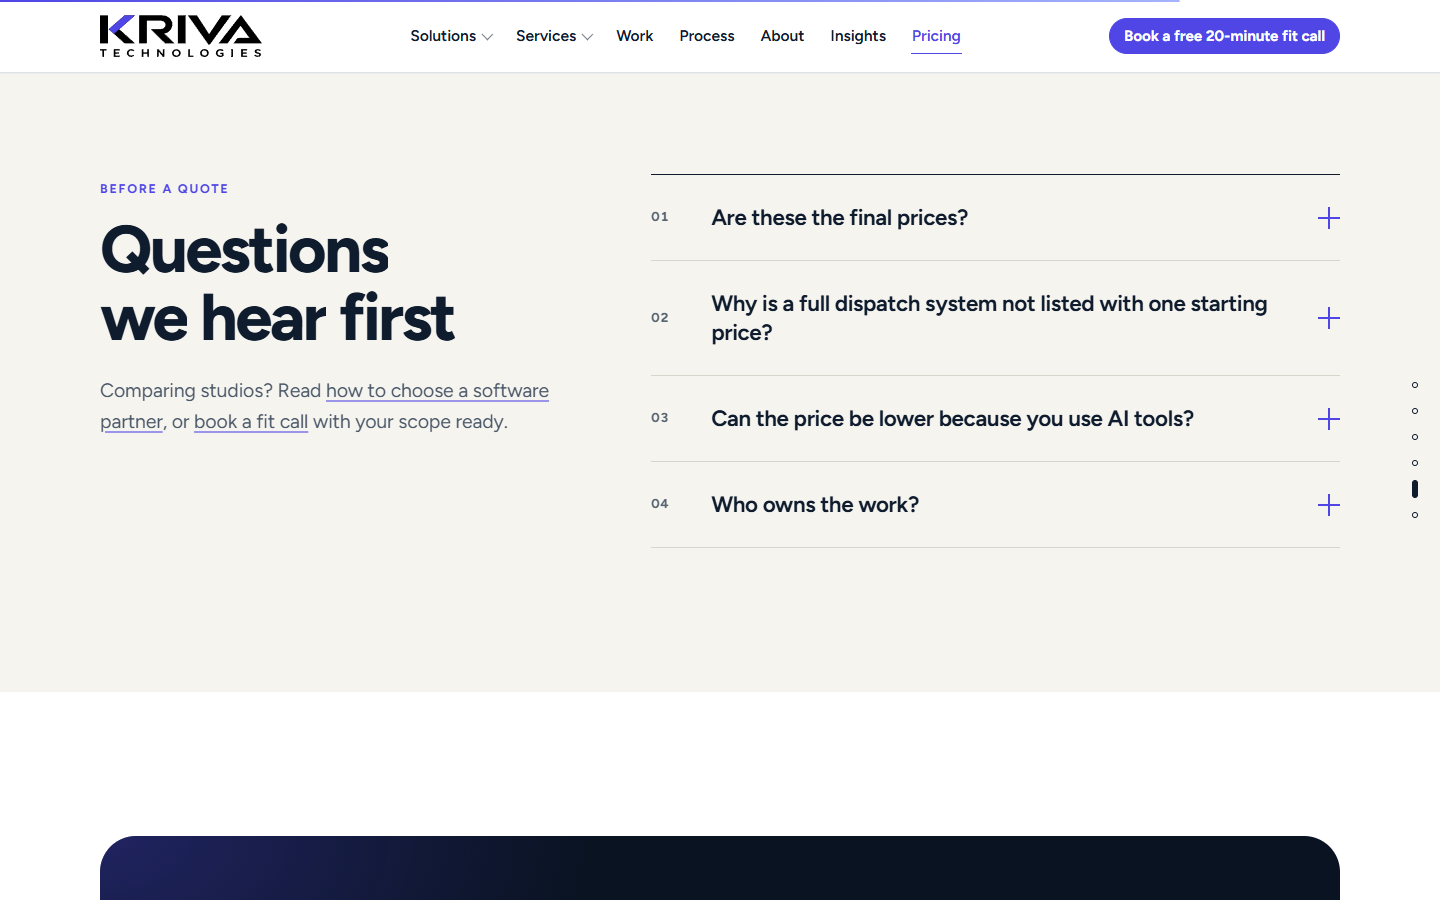 KRIVA
TECHNOLOGIES
Solutions
Services
Work
Process
About
Insights
Pricing
Book a free 20-minute fit call
BEFORE A QUOTE
Questions
we hear first
Comparing studios? Read how to choose a software
partner, or book a fit call with your scope ready.
01
Are these the final prices?
02
Why is a full dispatch system not listed with one starting
price?
03
Can the price be lower because you use AI tools?
04
Who owns the work?